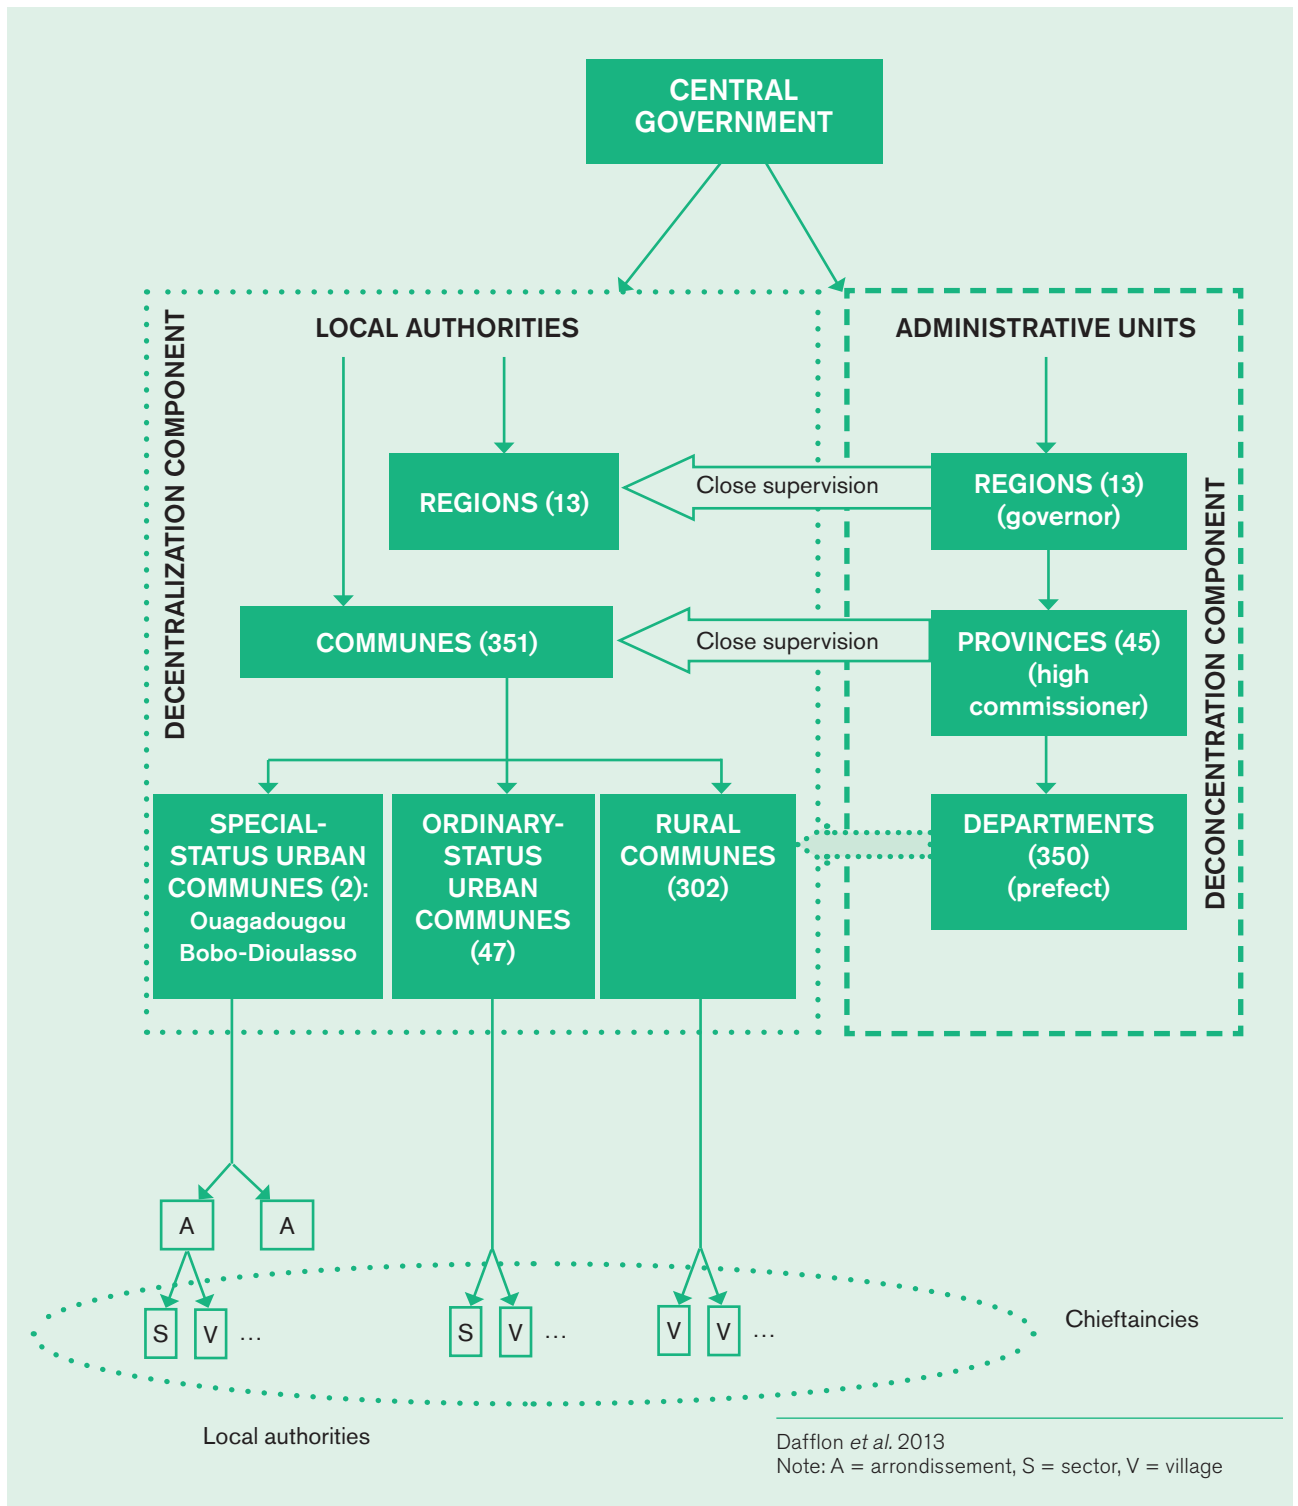 CENTRAL
GOVERNMENT
LOCAL AUTHORITIES
ADMINISTRATIVE UNITS
DECENTRALIZATION COMPONENT
DECONCENTRATION COMPONENT
REGIONS (13)
Close supervision
REGIONS (13)
(governor)
COMMUNES (351)
Close supervision
PROVINCES (45)
(high
commissioner)
SPECIAL-
STATUS URBAN
COMMUNES (2):
Ouagadougou
Bobo-Dioulasso
ORDINARY-
STATUS
URBAN
COMMUNES
(47)
RURAL
COMMUNES
(302)
DEPARTMENTS
(350)
(prefect)
A
A
S
V
...
S
V
...
V
V
...
Chieftaincies
Local authorities
Dafflon et al. 2013
Note: A = arrondissement, S = sector, V = village